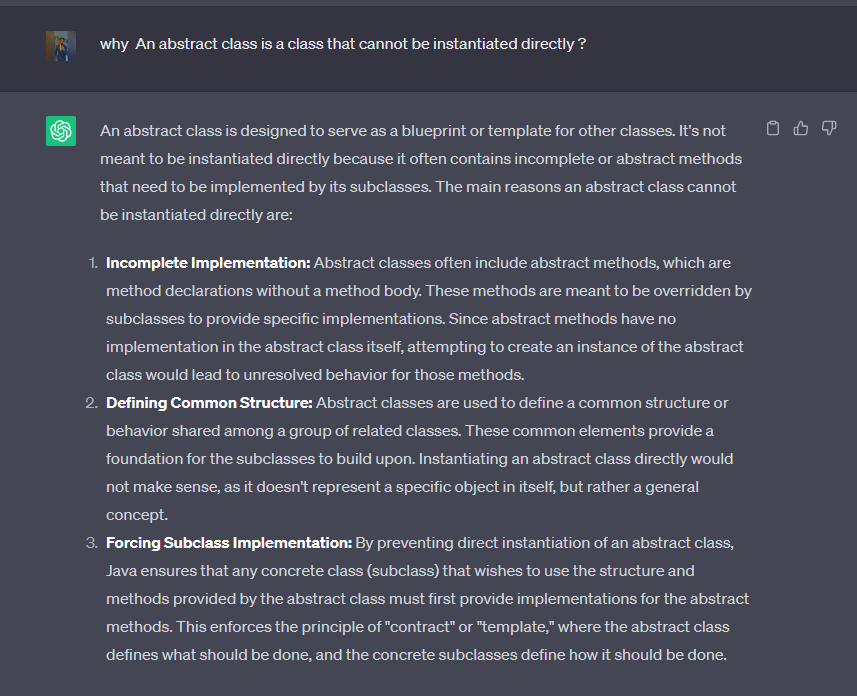 why  An abstract class is a class that cannot be instantiated directly ?
An abstract class is designed to serve as a blueprint or template for other classes. It's not
meant to be instantiated directly because it often contains incomplete or abstract methods
that need to be implemented by its subclasses. The main reasons an abstract class cannot
be instantiated directly are:
1. Incomplete Implementation: Abstract classes often include abstract methods, which are
method declarations without a method body. These methods are meant to be overridden by
subclasses to provide specific implementations. Since abstract methods have no
implementation in the abstract class itself, attempting to create an instance of the abstract
class would lead to unresolved behavior for those methods.
2. Defining Common Structure: Abstract classes are used to define a common structure or
behavior shared among a group of related classes. These common elements provide a
foundation for the subclasses to build upon. Instantiating an abstract class directly would
not make sense, as it doesn't represent a specific object in itself, but rather a general
concept.
3. Forcing Subclass Implementation: By preventing direct instantiation of an abstract class,
Java ensures that any concrete class (subclass) that wishes to use the structure and
methods provided by the abstract class must first provide implementations for the abstract
methods. This enforces the principle of "contract" or "template," where the abstract class
defines what should be done, and the concrete subclasses define how it should be done.